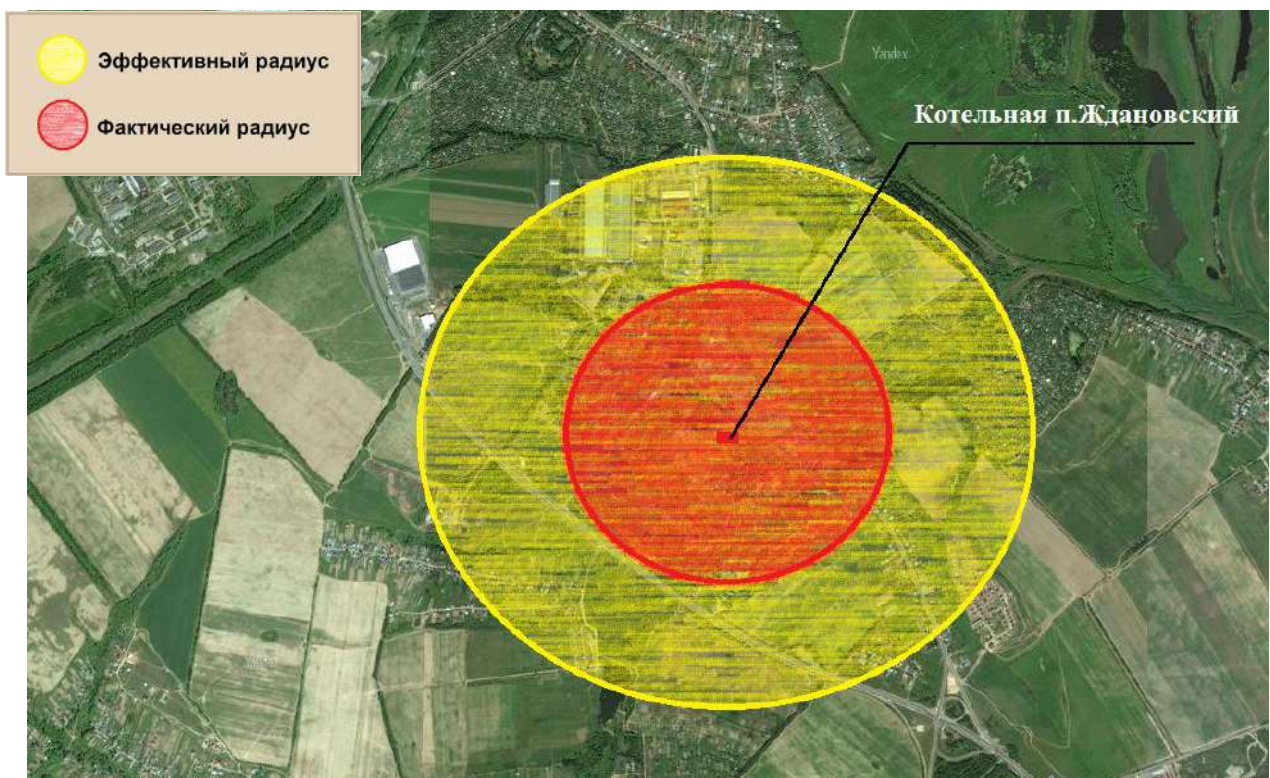 Эффективный радиус
Фактический радиус
Yandex
Котельная п.Ждановский